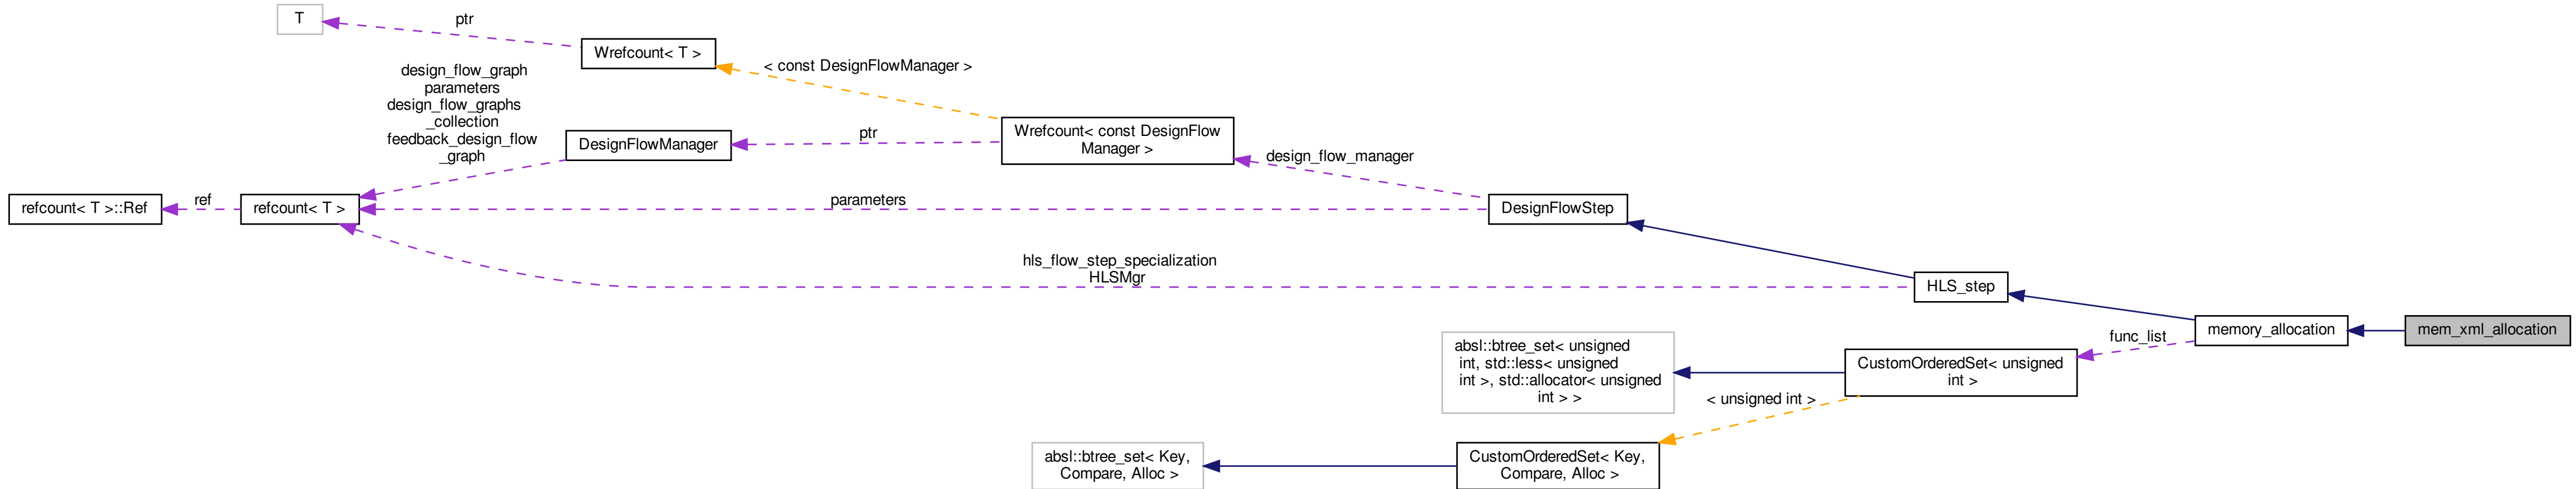 T
ptr
Wrefcount< T >
< const DesignFlowManager >
design_flow_graph
parameters
design_flow_graphs
_collection
feedback_design_flow
_graph
DesignFlowManager
ptr
Wrefcount< const DesignFlow
Manager >
design_flow_manager
refcount< T >::Ref
ref
refcount< T >
parameters
DesignFlowStep
hls_flow_step_specialization
HLSMgr
HLS_step
memory_allocation
mem_xml_allocation
func_list
absl::btree_set< unsigned
int, std::less< unsigned
int >, std::allocator< unsigned
int > >
CustomOrderedSet< unsigned
int >
< unsigned int >
absl::btree_set< Key,
Compare, Alloc >
CustomOrderedSet< Key,
Compare, Alloc >